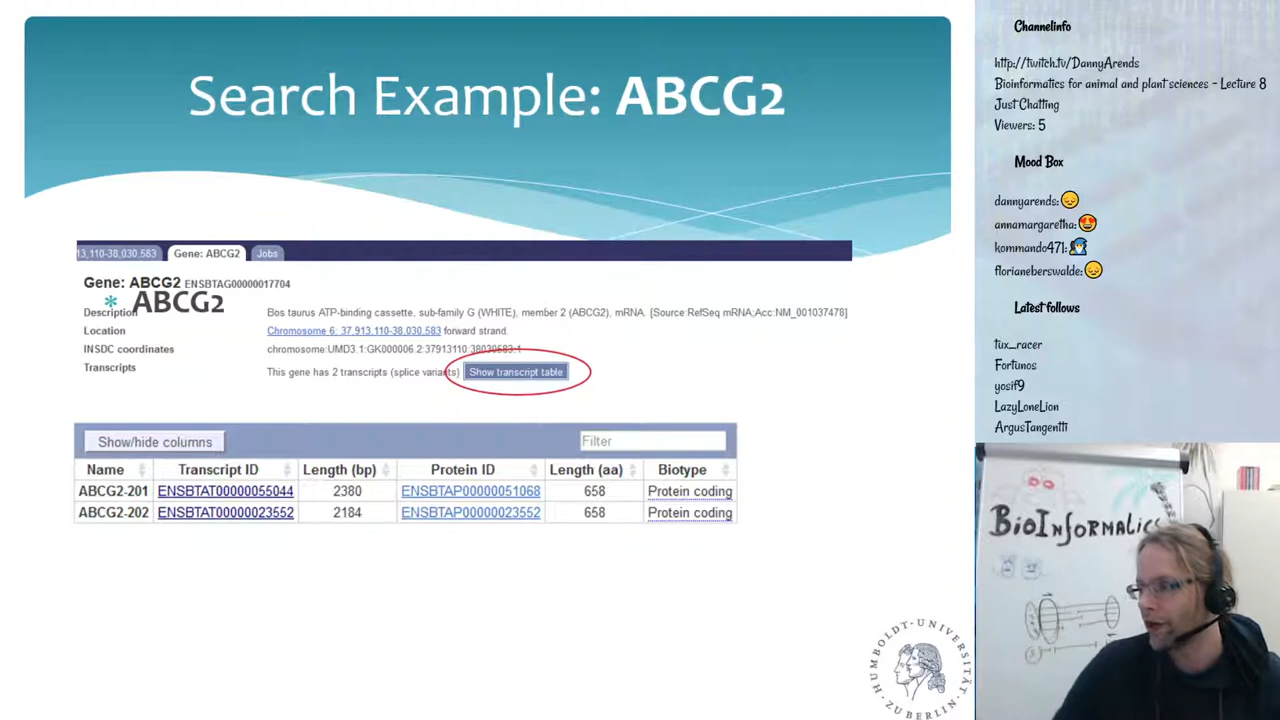 Search Example: ABCG2
13,110-38,030,583 Gene: ABCG2 Jobs
Gene: ABCG2 ENSBTAG00000017704
* ABCG2
Description Bos taurus ATP-binding cassette, sub-family G (WHITE), member 2 (ABCG2), mRNA. [Source:RefSeq mRNA;Acc:NM_001037478]
Location Chromosome 6: 37,913,110-38,030,583 forward strand.
INSDC coordinates chromosome:UMD3.1:GK000006.2:37913110:38030583:1
Transcripts This gene has 2 transcripts (splice variants) Show transcript table
Show/hide columns Filter
Name Transcript ID Length (bp) Protein ID Length (aa) Biotype
ABCG2-201 ENSBTAT00000055044 2380 ENSBTAP00000051068 658 Protein coding
ABCG2-202 ENSBTAT00000023552 2184 ENSBTAP00000023552 658 Protein coding
HUMBOLDT-UNIVERSITÄT ZU BERLIN
Channelinfo
http://twitch.tv/DannyArends
Bioinformatics for animal and plant sciences - Lecture 8
Just Chatting
Viewers: 5
Mood Box
dannyarends:
annamargaretha:
kommando471:
florianeberswalde:
Latest follows
tux_racer
Fortunos
yosif9
LazyLoneLion
ArgusTangentti
BioInformatics